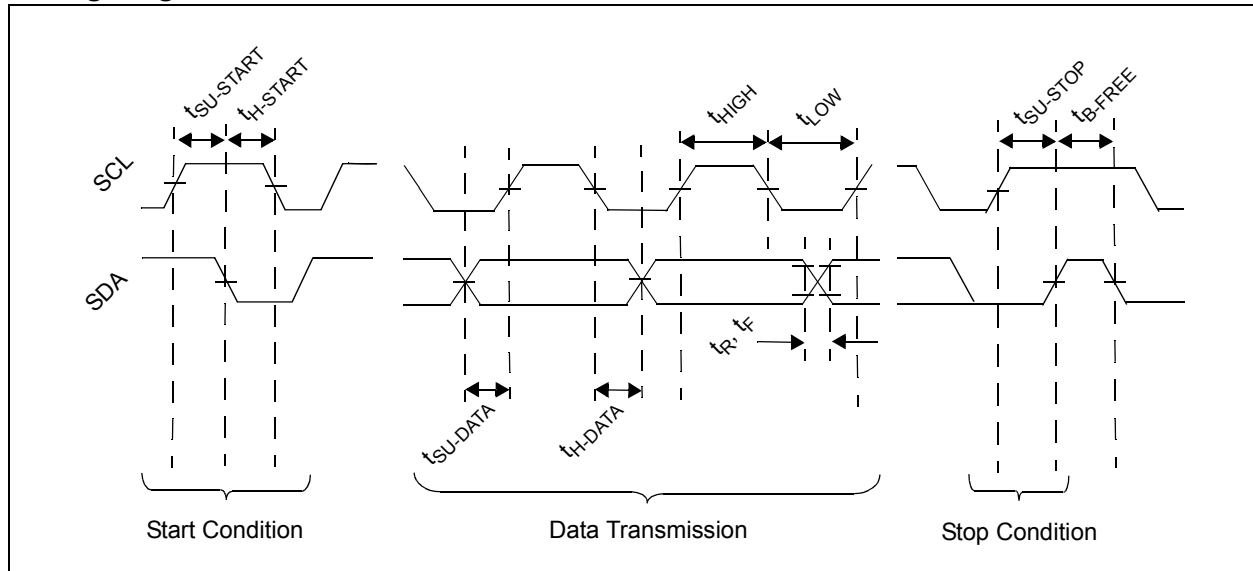 tSU-START
tH-START
tHIGH
tLOW
tSU-STOP
tB-FREE
SCL
SDA
tR, tF
tSU-DATA
tH-DATA
Start Condition
Data Transmission
Stop Condition